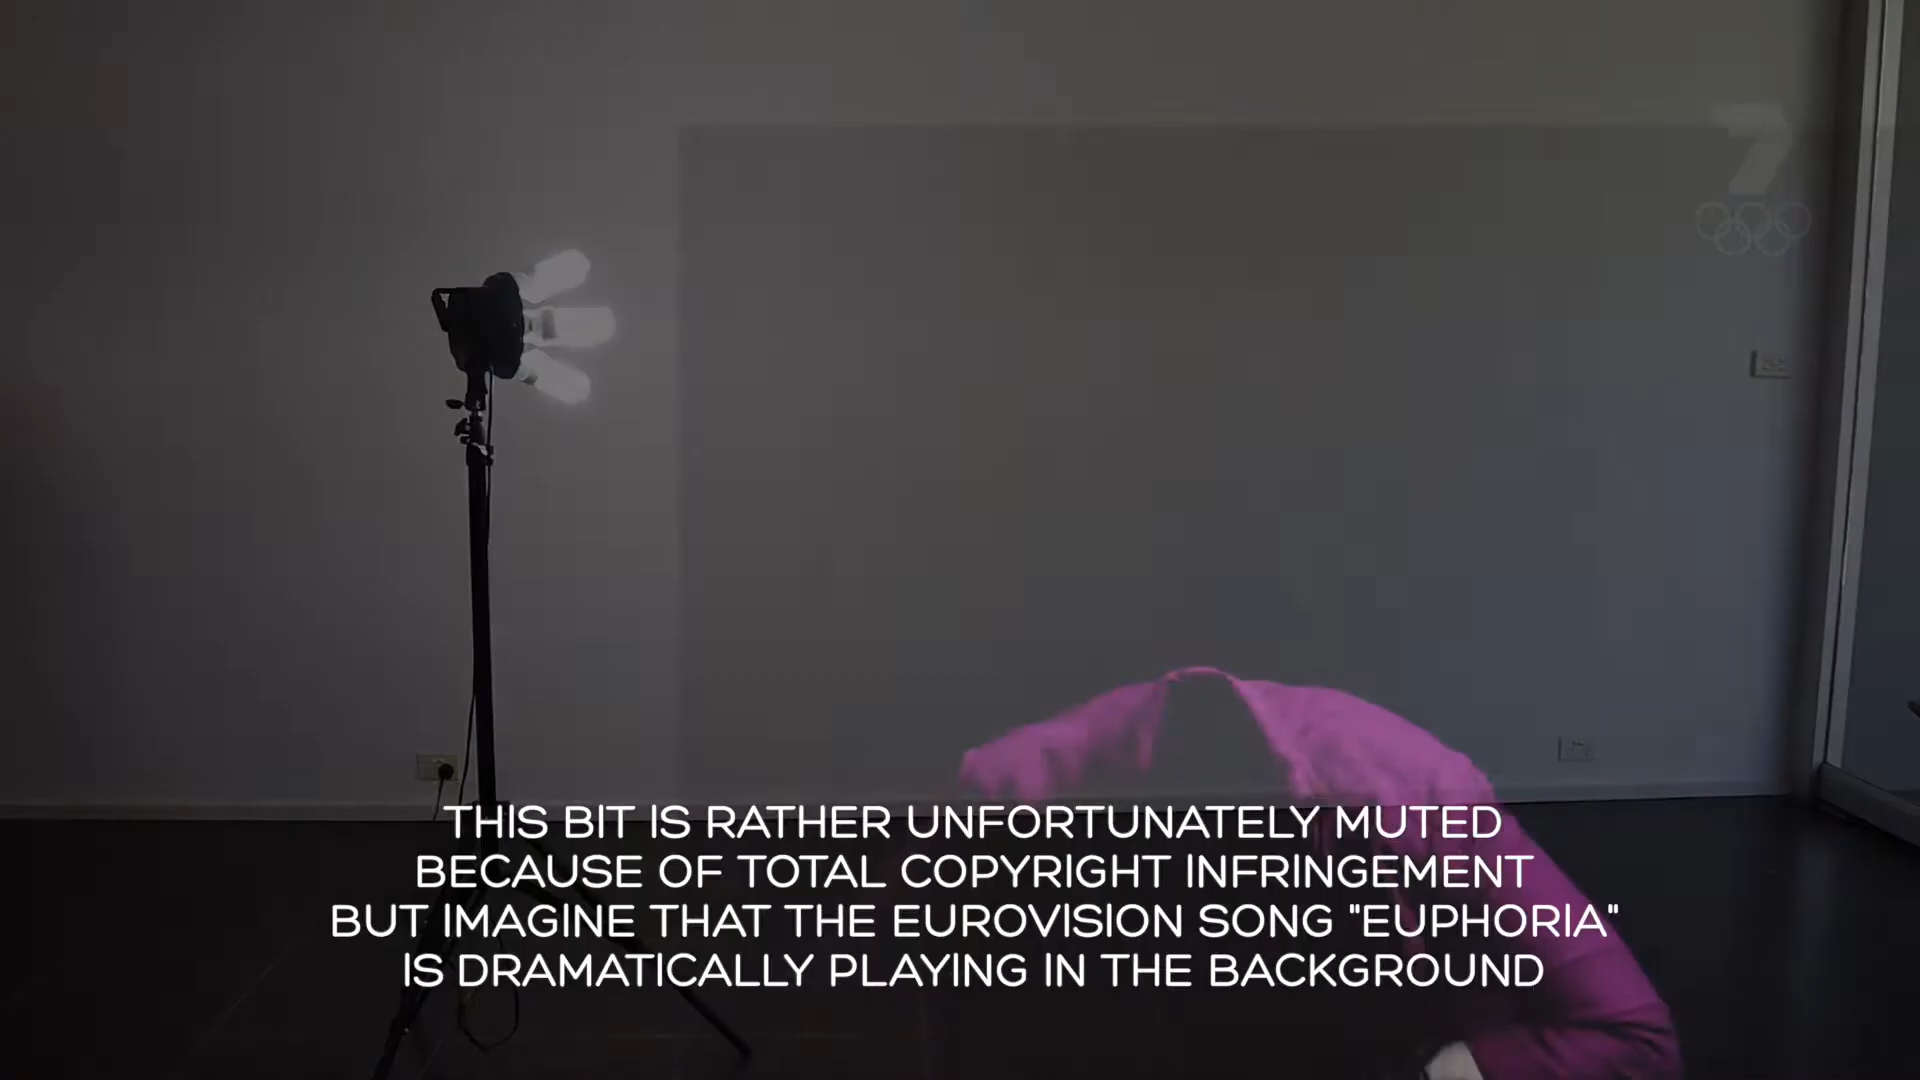 7
THIS BIT IS RATHER UNFORTUNATELY MUTED
BECAUSE OF TOTAL COPYRIGHT INFRINGEMENT
BUT IMAGINE THAT THE EUROVISION SONG "EUPHORIA"
IS DRAMATICALLY PLAYING IN THE BACKGROUND